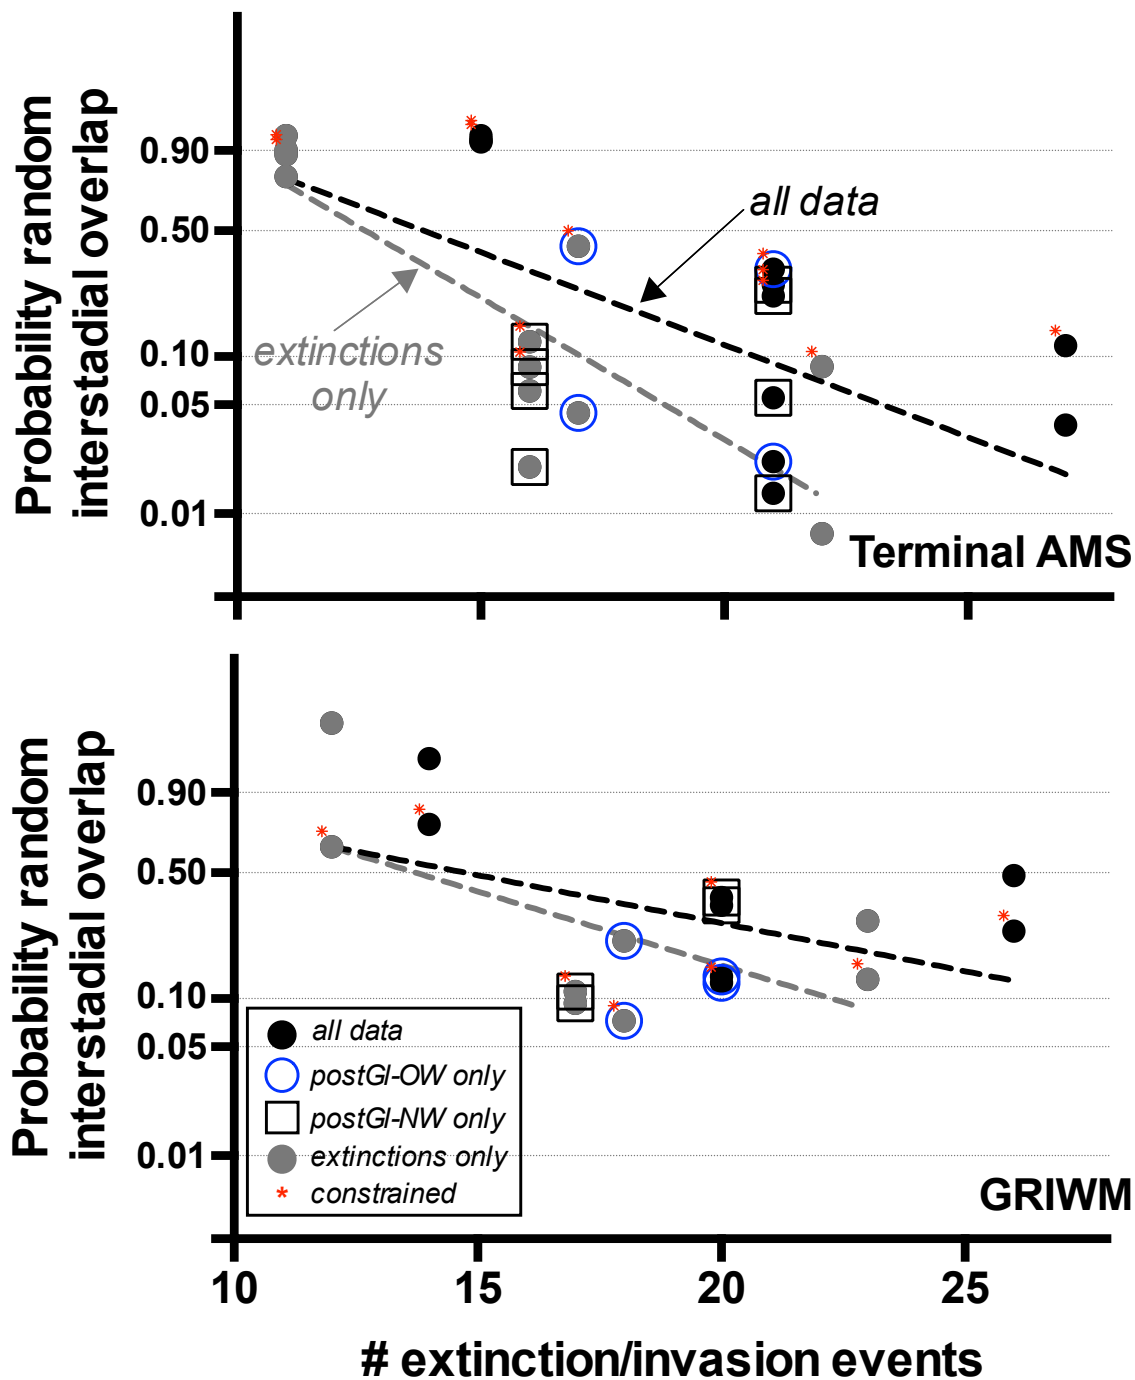 Probability random
interstadial overlap
0.90
0.50
0.10
0.05
0.01
all data
extinctions
only
Terminal AMS
Probability random
interstadial overlap
0.90
0.50
0.10
0.05
0.01
all data
postGI-OW only
postGI-NW only
extinctions only
* constrained
GRIWM
10 15 20 25
# extinction/invasion events